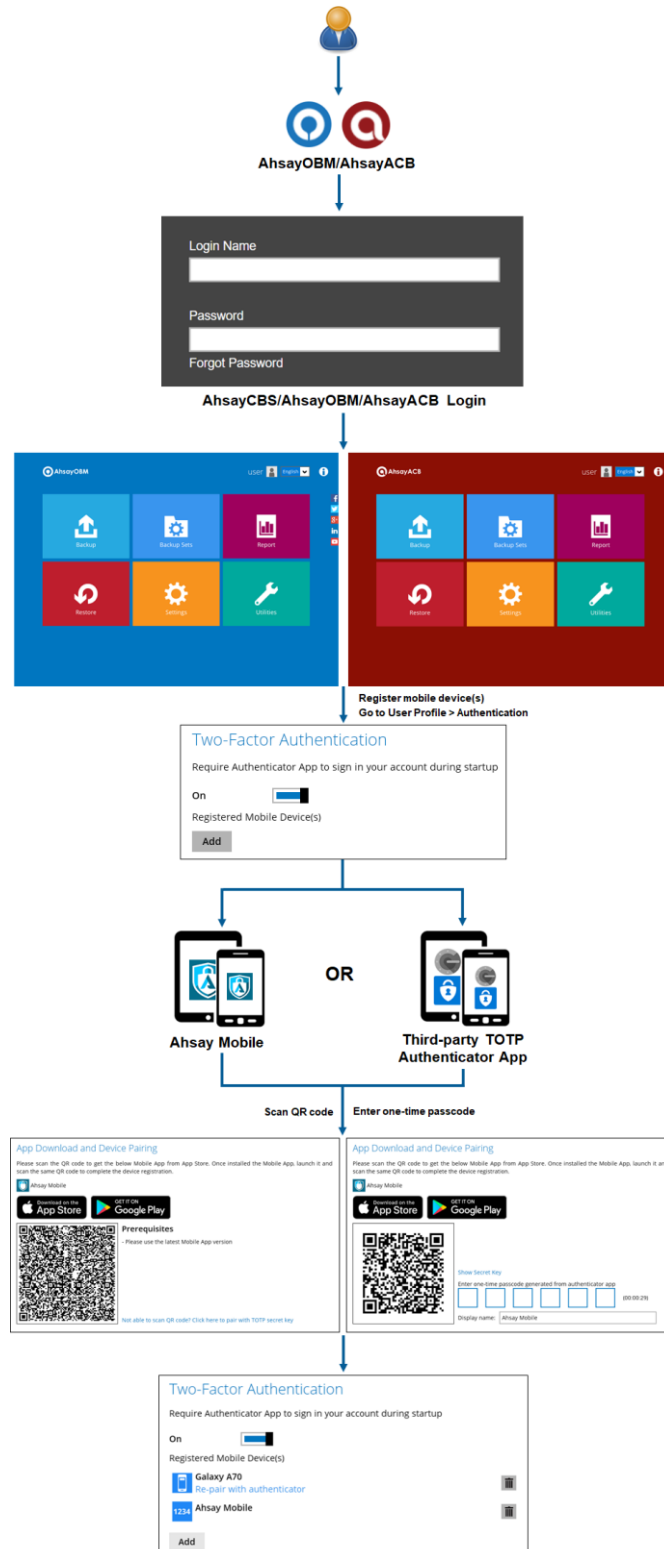 AhsayOBM/AhsayACB
Login Name
Password
Forgot Password
AhsayCBS/AhsayOBM/AhsayACB Login
AhsayOBM
user
English
Backup
Backup Sets
Report
Restore
Settings
Utilities
AhsayACB
user
English
Backup
Backup Sets
Report
Restore
Settings
Utilities
Register mobile device(s)
Go to User Profile > Authentication
Two-Factor Authentication
Require Authenticator App to sign in your account during startup
On
Registered Mobile Device(s)
Add
OR
Ahsay Mobile
Third-party TOTP
Authenticator App
Scan QR code
Enter one-time passcode
App Download and Device Pairing
Please scan the QR code to get the below Mobile App from App Store. Once installed the Mobile App, launch it and
scan the same QR code to complete the device registration.
Ahsay Mobile
Download on the
App Store
GET IT ON
Google Play
Prerequisites
- Please use the latest Mobile App version
Not able to scan QR code? Click here to pair with TOTP secret key
App Download and Device Pairing
Please scan the QR code to get the below Mobile App from App Store. Once installed the Mobile App, launch it and
scan the same QR code to complete the device registration.
Ahsay Mobile
Download on the
App Store
GET IT ON
Google Play
Show Secret Key
Enter one-time passcode generated from authenticator app
(00:00:29)
Display name: Ahsay Mobile
Two-Factor Authentication
Require Authenticator App to sign in your account during startup
On
Registered Mobile Device(s)
Galaxy A70
Re-pair with authenticator
1234 Ahsay Mobile
Add